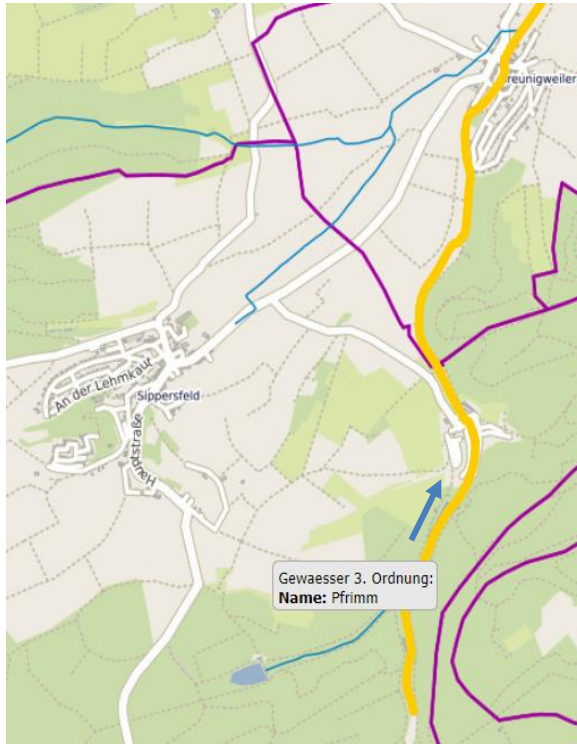 reunigweiler
An der Lehmkaut
Sippersfeld
Hauptstraße
Gewaesser 3. Ordnung:
Name: Pfrimm